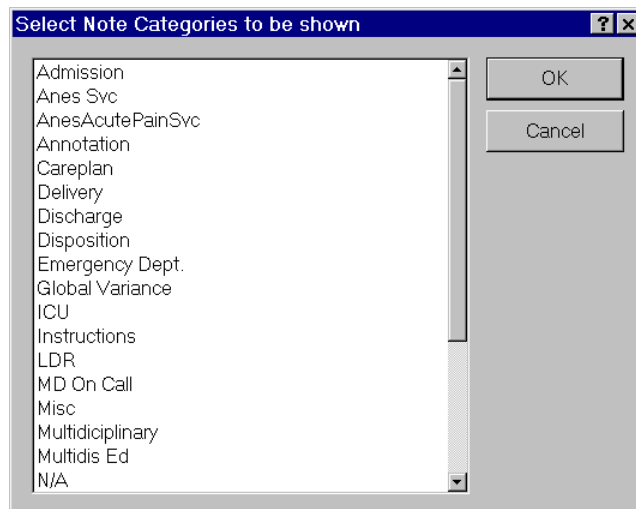 Select Note Categories to be shown
Admission
Anes Svc
AnesAcutePainSvc
Annotation
Careplan
Delivery
Discharge
Disposition
Emergency Dept.
Global Variance
ICU
Instructions
LDR
MD On Call
Misc
Multidiciplinary
Multidis Ed
N/A
OK
Cancel